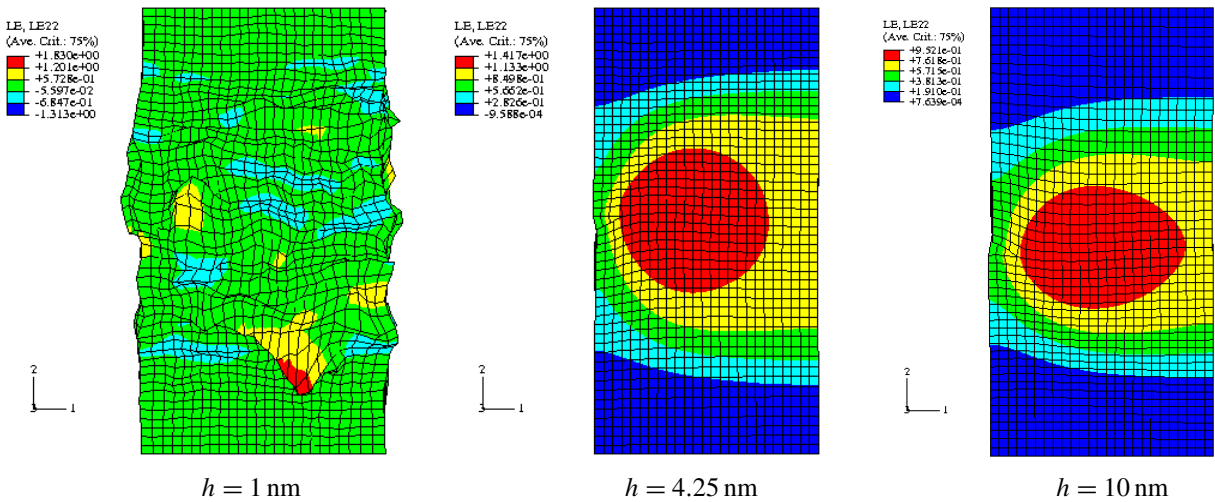 LE, LE22
(Ave. Crit.: 75%)
+1.830e+00
+1.201e+00
+5.728e-01
-5.597e-02
-6.847e-01
-1.313e+00
2
3 1
h = 1 nm
LE, LE22
(Ave. Crit.: 75%)
+1.417e+00
+1.133e+00
+8.498e-01
+5.662e-01
+2.826e-01
-9.588e-04
2
3 1
h = 4.25 nm
LE, LE22
(Ave. Crit.: 75%)
+9.521e-01
+7.618e-01
+5.715e-01
+3.813e-01
+1.910e-01
+7.639e-04
2
3 1
h = 10 nm